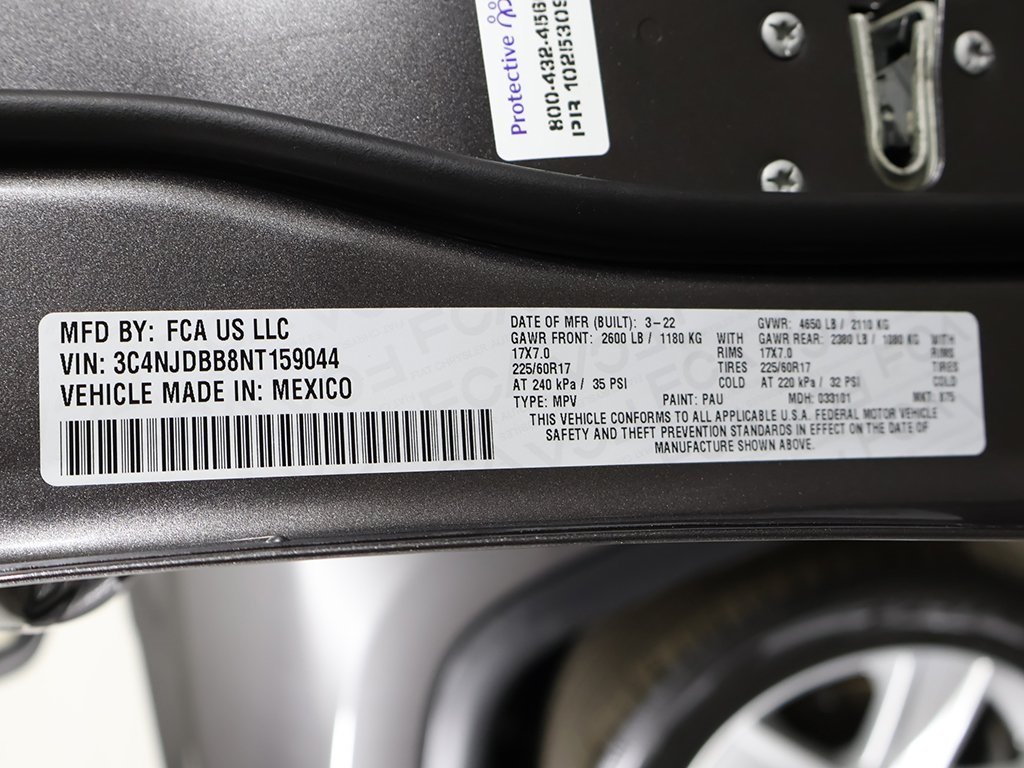 Protective
800-432-456
PR 1025309
MFD BY: FCA US LLC
VIN: 3C4NJDBB8NT159044
VEHICLE MADE IN: MEXICO
DATE OF MFR (BUILT): 3-22
GVWR: 4650 LB / 2110 KG
GAWR FRONT: 2600 LB / 1180 KG WITH
GAWR REAR: 2380 LB / 1080 KG WITH
17X7.0 RIMS
17X7.0 RIMS
225/60R17 TIRES
225/60R17 TIRES
AT 240 kPa / 35 PSI COLD
AT 220 kPa / 32 PSI COLD
TYPE: MPV PAINT: PAU MDH: 033101 MKT: X75
THIS VEHICLE CONFORMS TO ALL APPLICABLE U.S.A. FEDERAL MOTOR VEHICLE
SAFETY AND THEFT PREVENTION STANDARDS IN EFFECT ON THE DATE OF
MANUFACTURE SHOWN ABOVE.